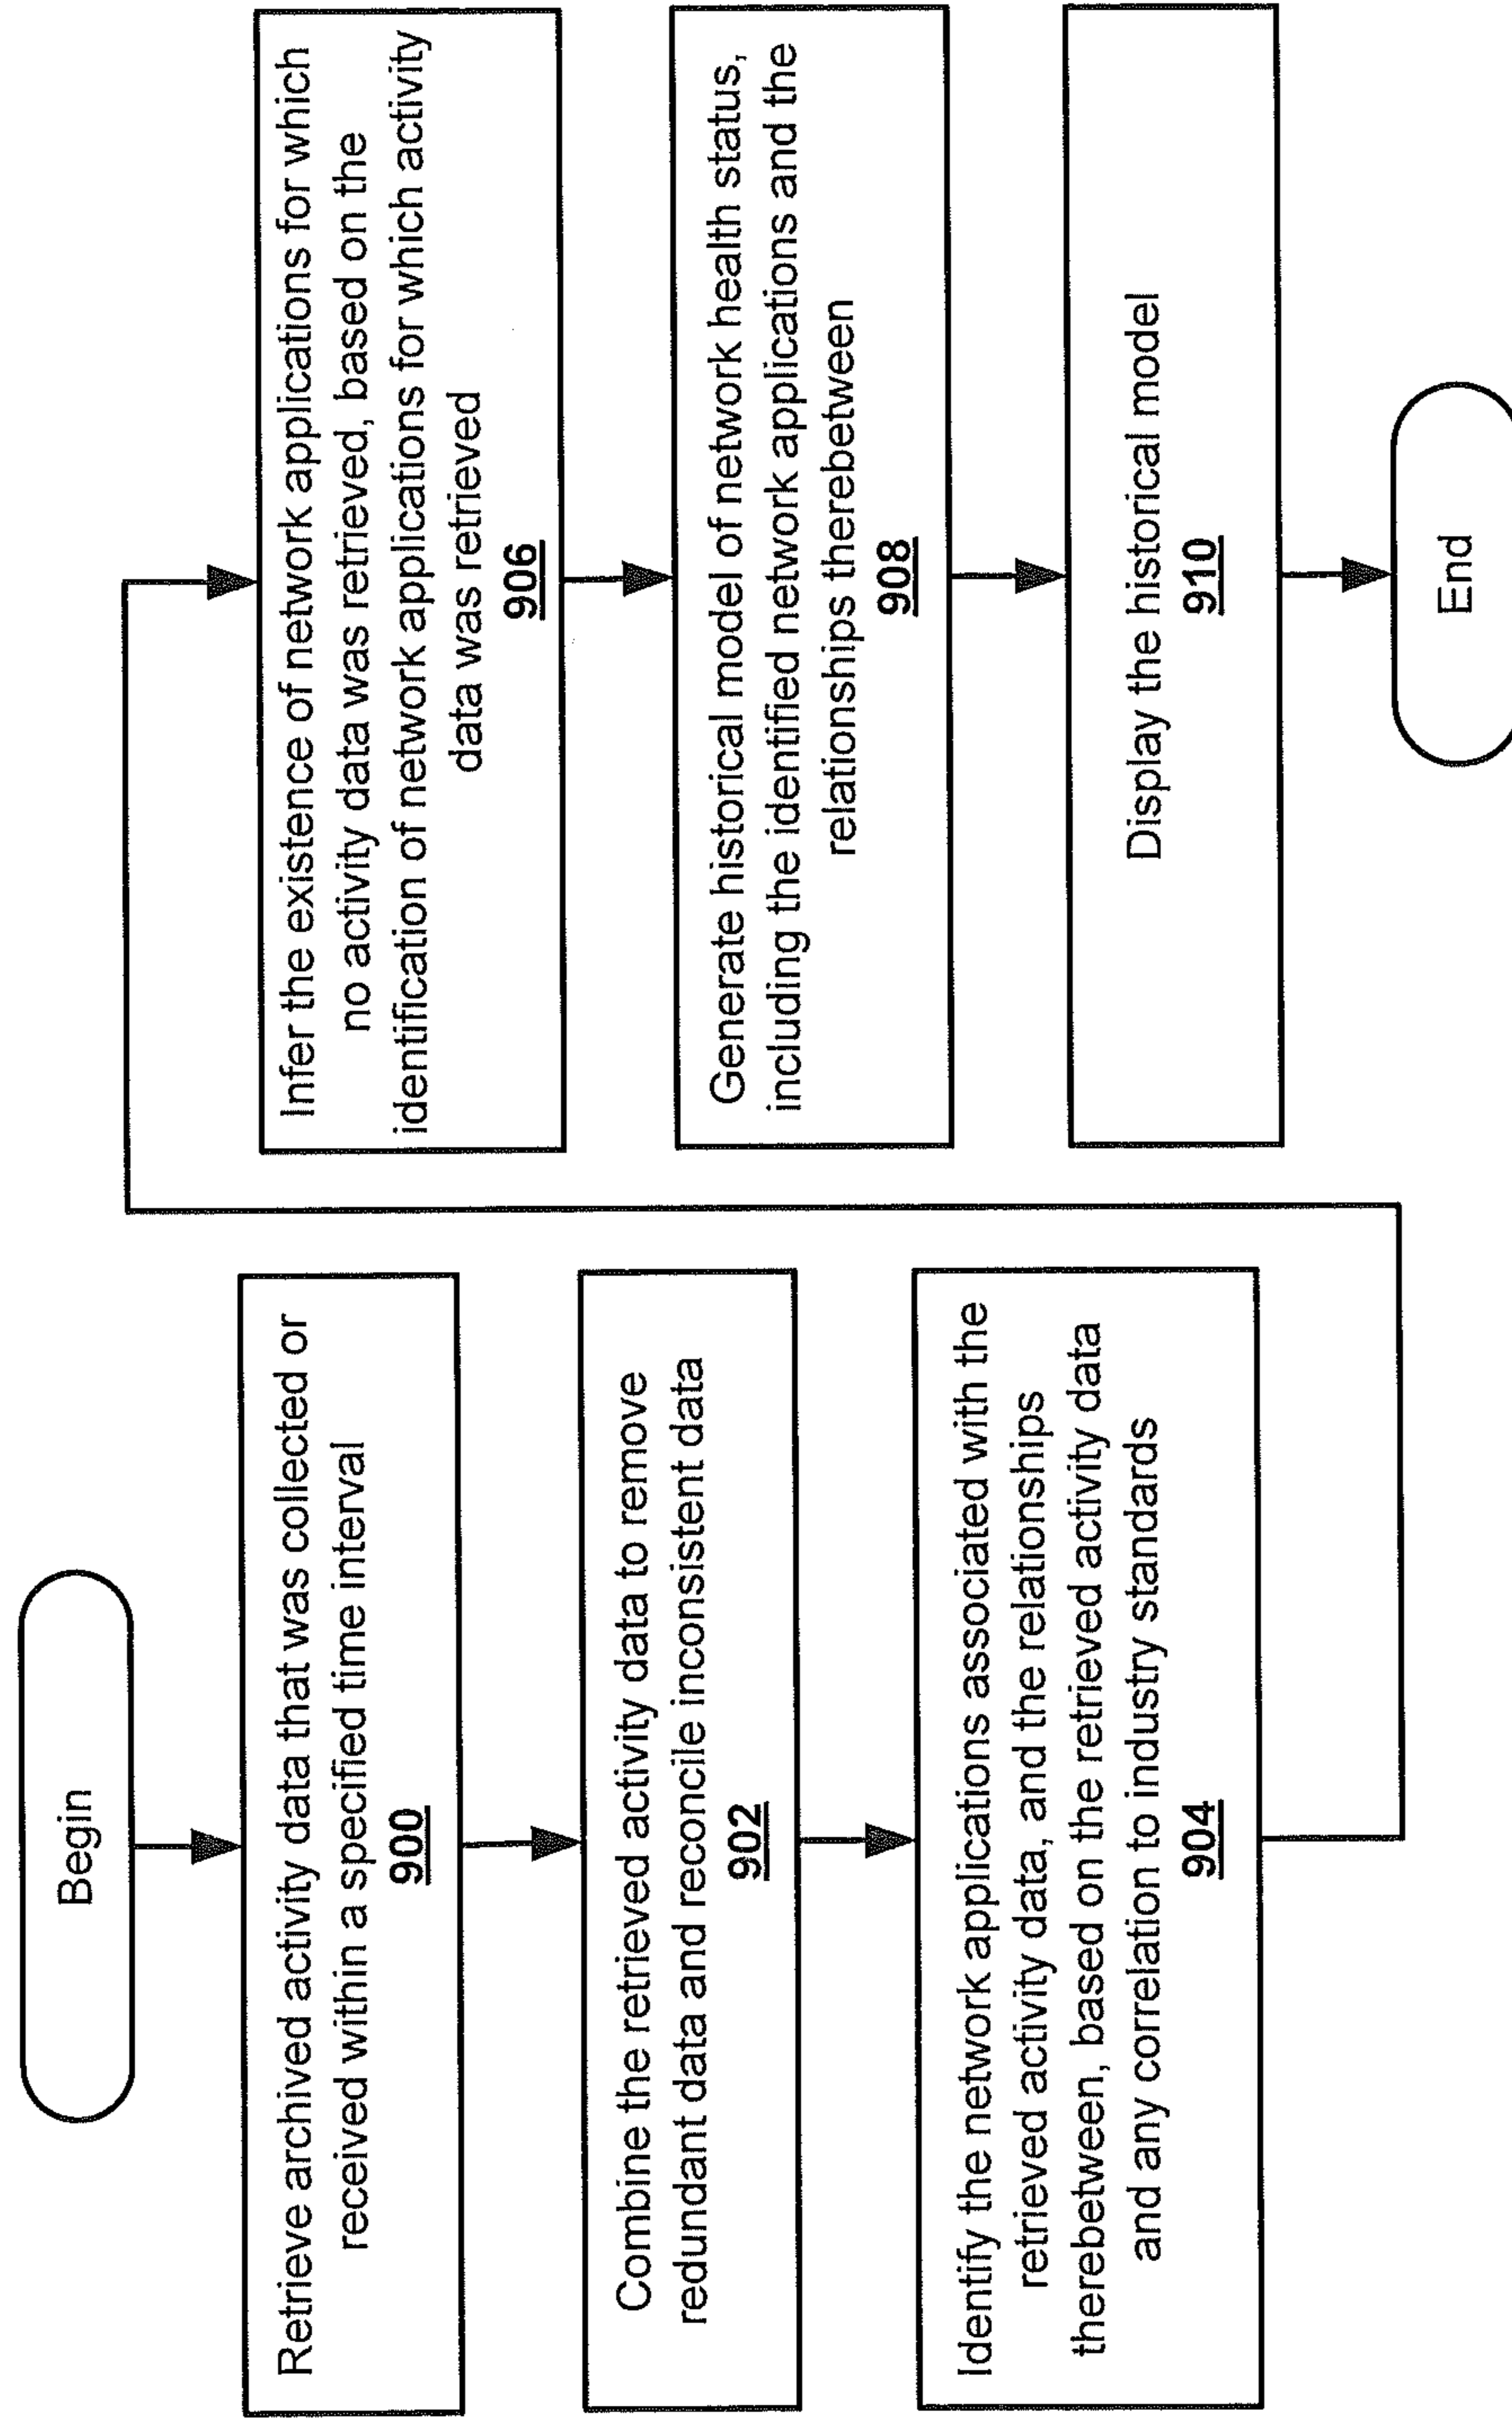 Begin
Retrieve archived activity data that was collected or
received within a specified time interval
900
Combine the retrieved activity data to remove
redundant data and reconcile inconsistent data
902
Identify the network applications associated with the
retrieved activity data, and the relationships
therebetween, based on the retrieved activity data
and any correlation to industry standards
904
Infer the existence of network applications for which
no activity data was retrieved, based on the
identification of network applications for which activity
data was retrieved
906
Generate historical model of network health status,
including the identified network applications and the
relationships therebetween
908
Display the historical model
910
End